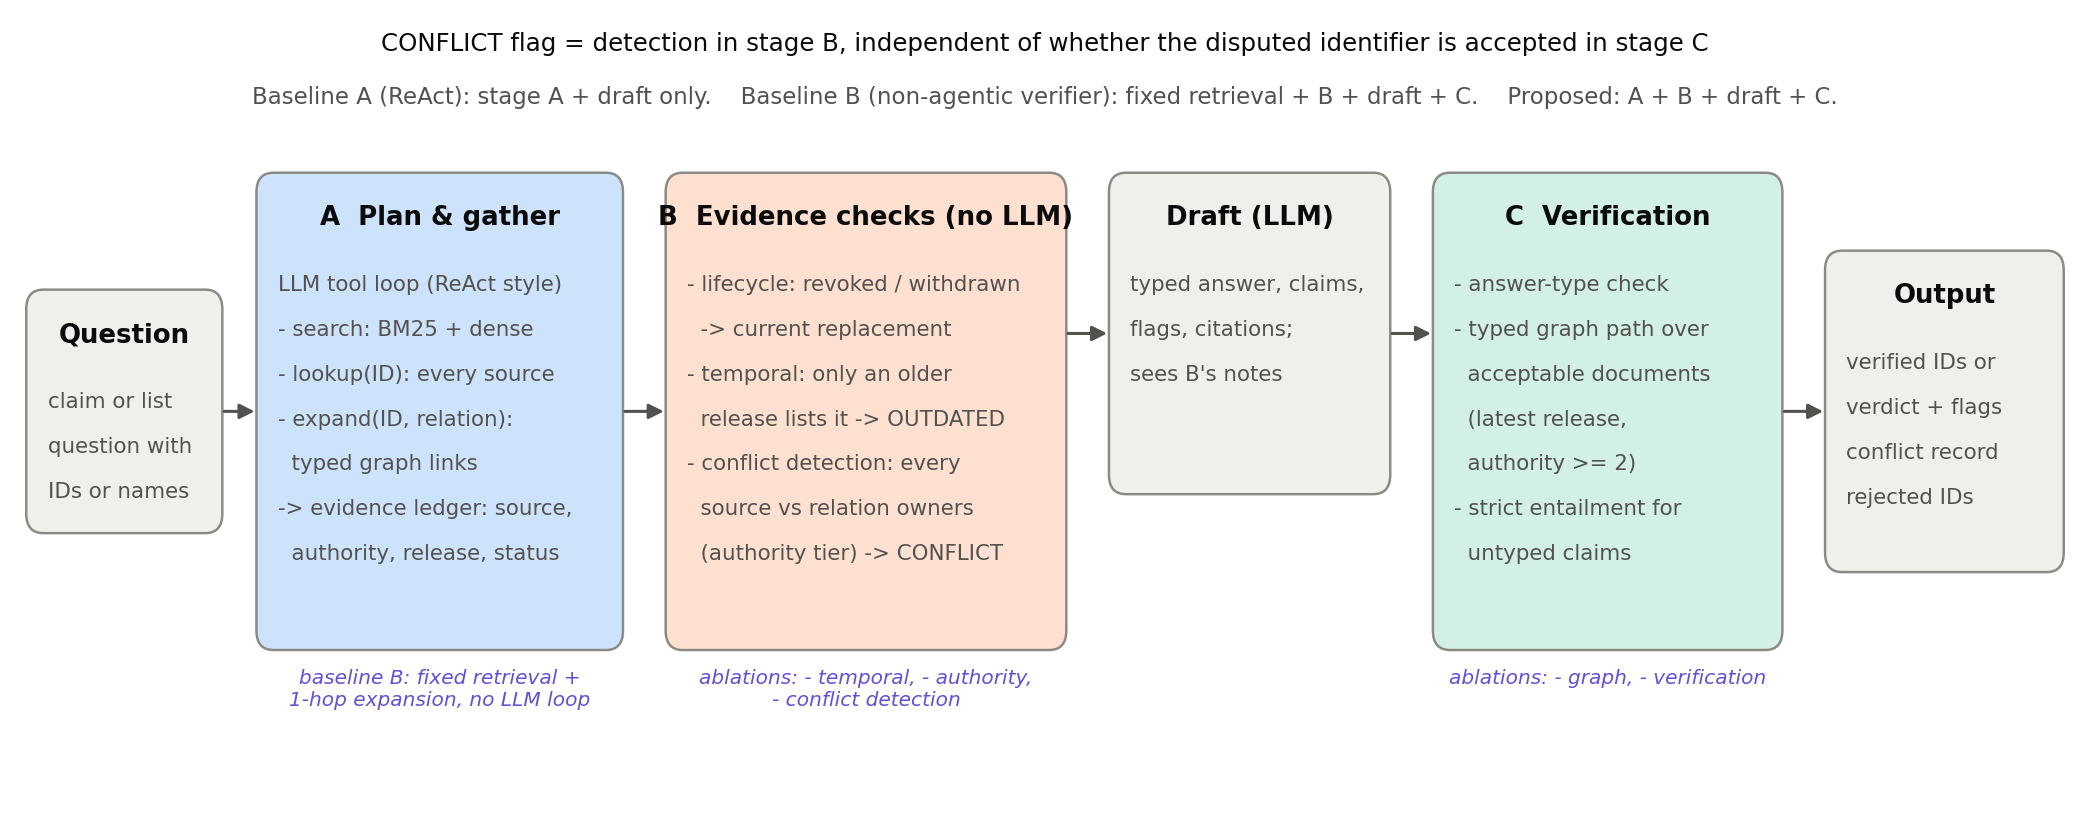 CONFLICT flag = detection in stage B, independent of whether the disputed identifier is accepted in stage C
Baseline A (ReAct): stage A + draft only. Baseline B (non-agentic verifier): fixed retrieval + B + draft + C. Proposed: A + B + draft + C.
Question
claim or list
question with
IDs or names
A Plan & gather
LLM tool loop (ReAct style)
- search: BM25 + dense
- lookup(ID): every source
- expand(ID, relation):
typed graph links
-> evidence ledger: source,
authority, release, status
baseline B: fixed retrieval +
1-hop expansion, no LLM loop
B Evidence checks (no LLM)
- lifecycle: revoked / withdrawn
-> current replacement
- temporal: only an older
release lists it -> OUTDATED
- conflict detection: every
source vs relation owners
(authority tier) -> CONFLICT
ablations: - temporal, - authority,
- conflict detection
Draft (LLM)
typed answer, claims,
flags, citations;
sees B's notes
C Verification
- answer-type check
- typed graph path over
acceptable documents
(latest release,
authority >= 2)
- strict entailment for
untyped claims
ablations: - graph, - verification
Output
verified IDs or
verdict + flags
conflict record
rejected IDs